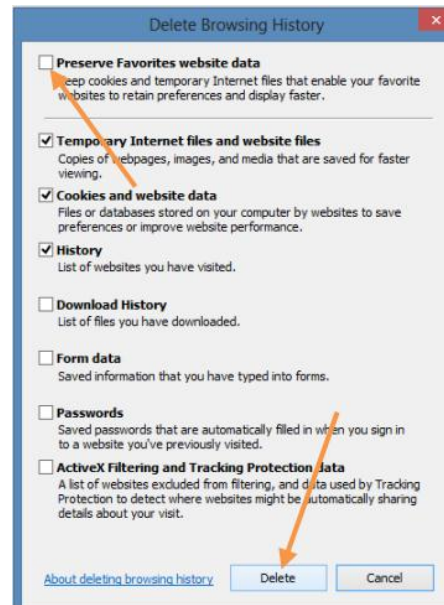 Delete Browsing History
x
Preserve Favorites website data
Keep cookies and temporary Internet files that enable your favorite
websites to retain preferences and display faster.
Temporary Internet files and website files
Copies of webpages, images, and media that are saved for faster
viewing.
Cookies and website data
Files or databases stored on your computer by websites to save
preferences or improve website performance.
History
List of websites you have visited.
Download History
List of files you have downloaded.
Form data
Saved information that you have typed into forms.
Passwords
Saved passwords that are automatically filled in when you sign in
to a website you've previously visited.
ActiveX Filtering and Tracking Protection data
A list of websites excluded from filtering, and data used by Tracking
Protection to detect where websites might be automatically sharing
details about your visit.
About deleting browsing history Delete Cancel